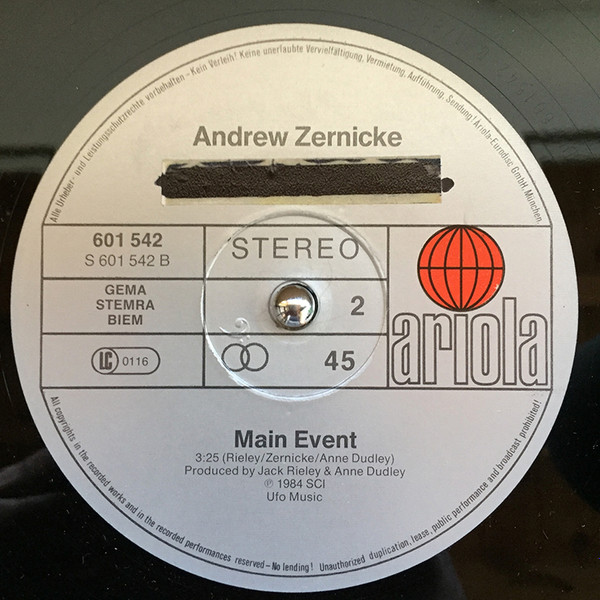 Alle Urheber- und Leistungsschutzrechte vorbehalten – Kein Verleih! Keine unerlaubte Vervielfältigung, Vermietung, Aufführung, Sendung! Ariola-Eurodisc GmbH, München.
Andrew Zernicke
601 542
S 601 542 B
STEREO
GEMA
STEMRA
BIEM
2
LC 0116
45
ariola
Main Event
3:25 (Rieley/Zernicke/Anne Dudley)
Produced by Jack Rieley & Anne Dudley
℗ 1984 SCI
Ufo Music
All copyrights in the recorded works and in the recorded performances reserved – No lending! Unauthorized duplication, lease, public performance and broadcast prohibited!